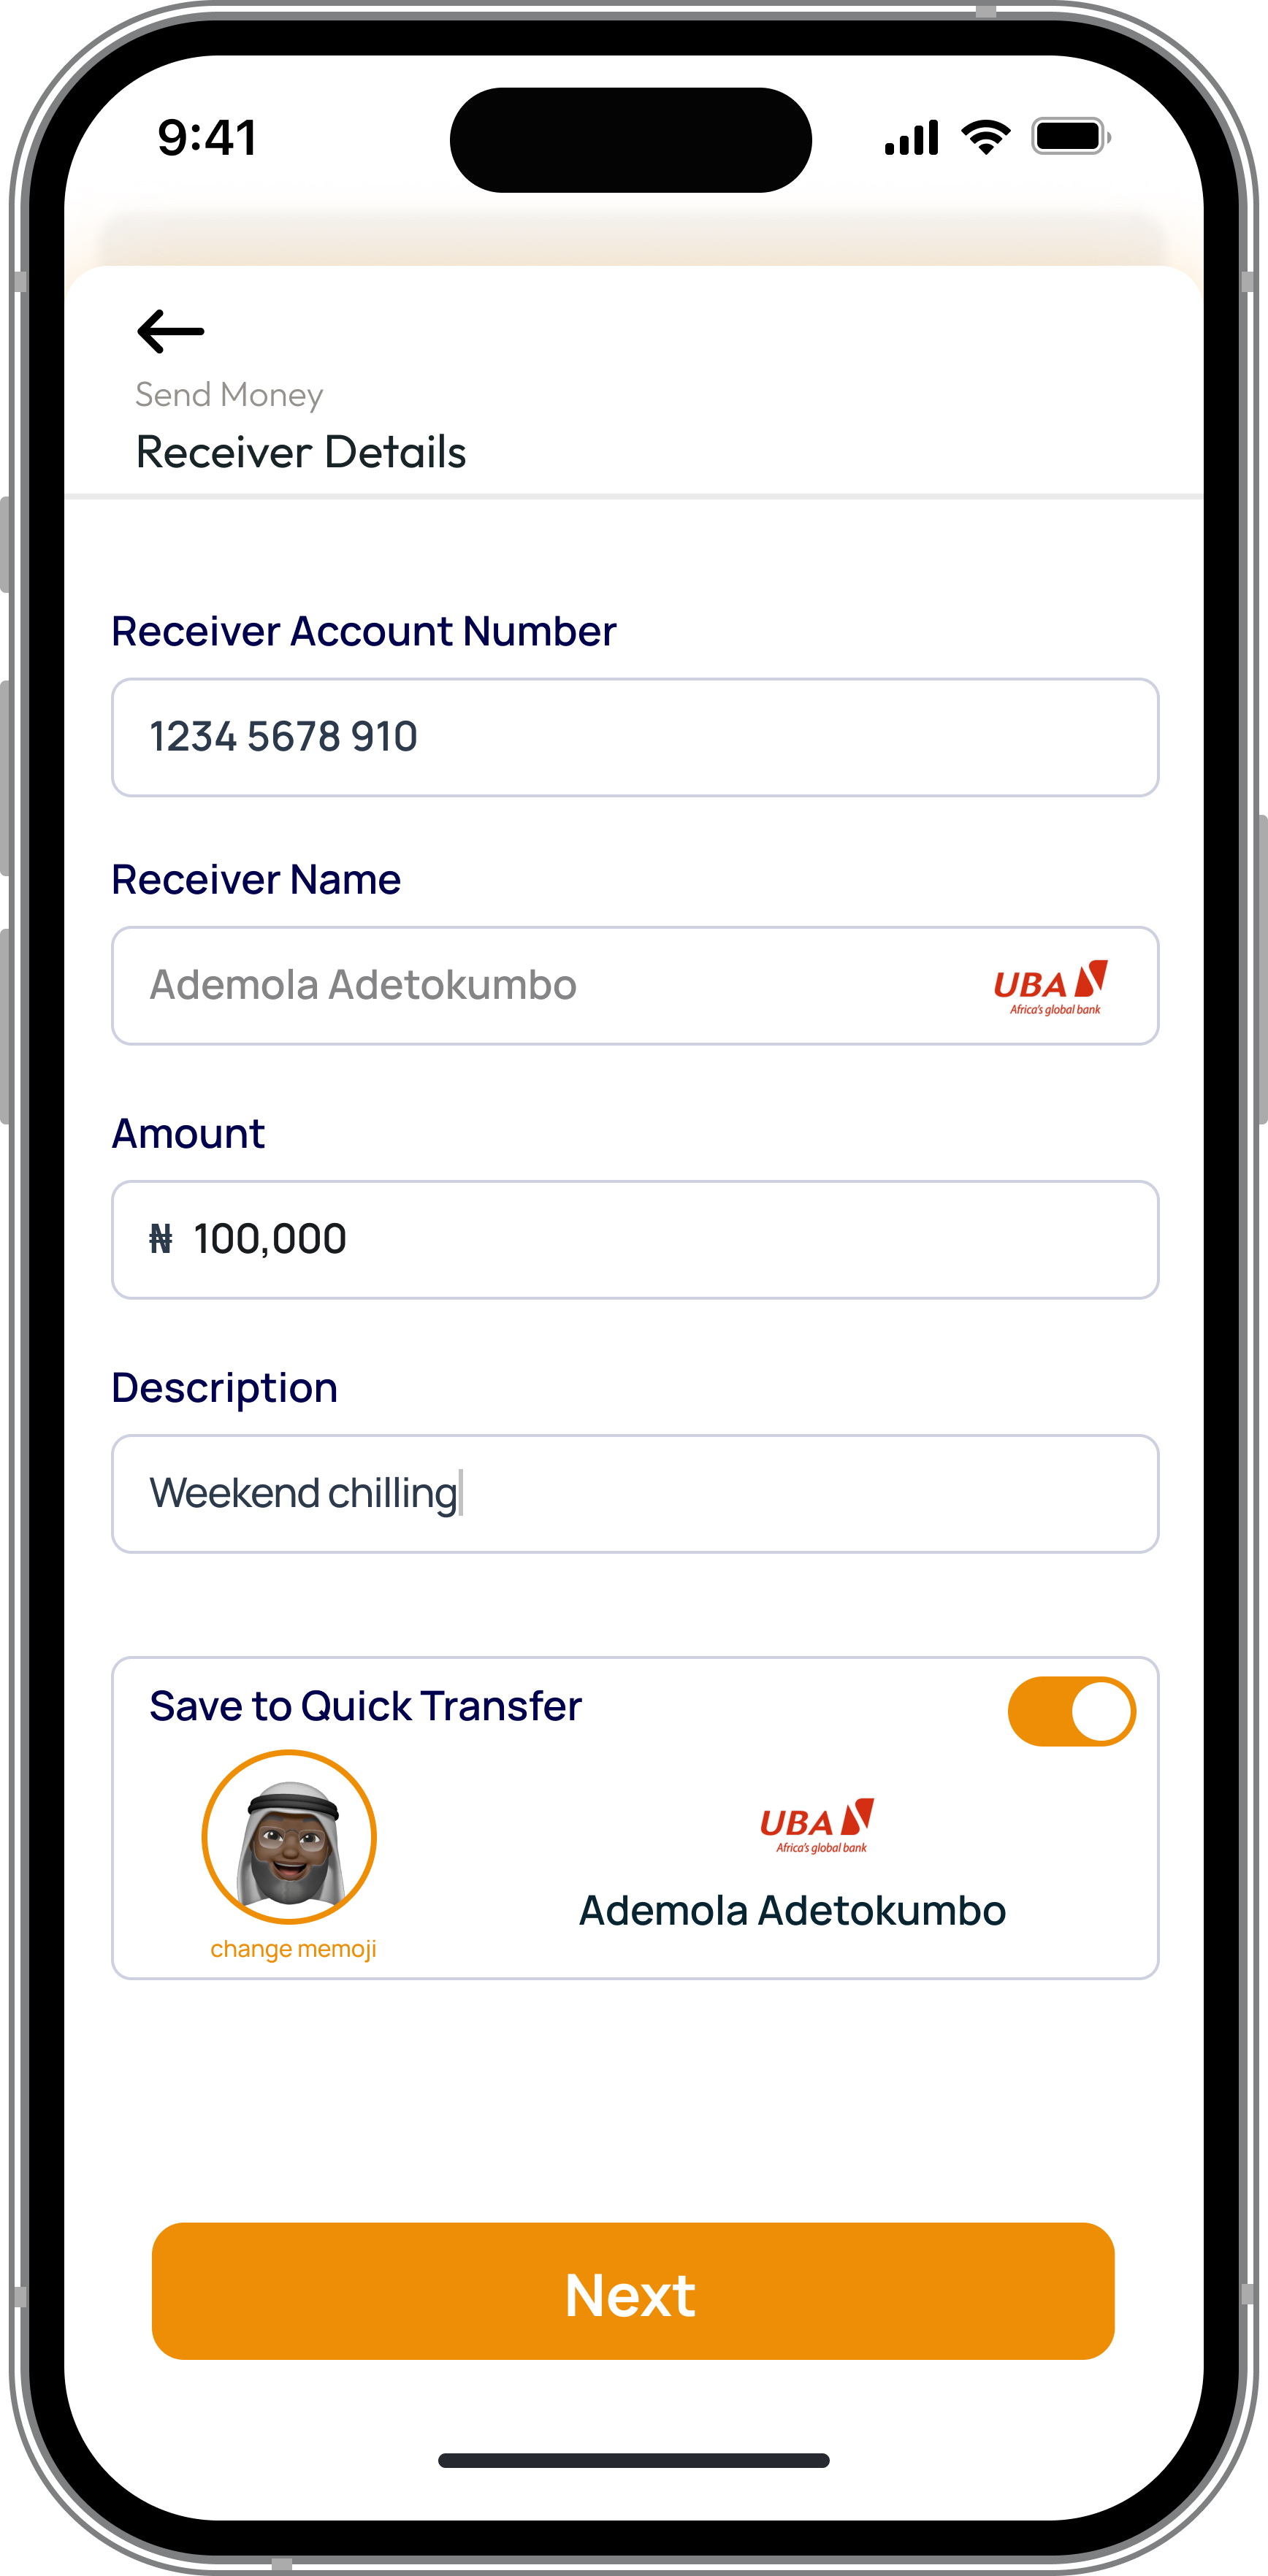 9:41
Send Money
Receiver Details
Receiver Account Number
1234 5678 910
Receiver Name
Ademola Adetokumbo
UBA
Africa's global bank
Amount
₦ 100,000
Description
Weekend chilling
Save to Quick Transfer
UBA
Africa's global bank
Ademola Adetokumbo
change memoji
Next